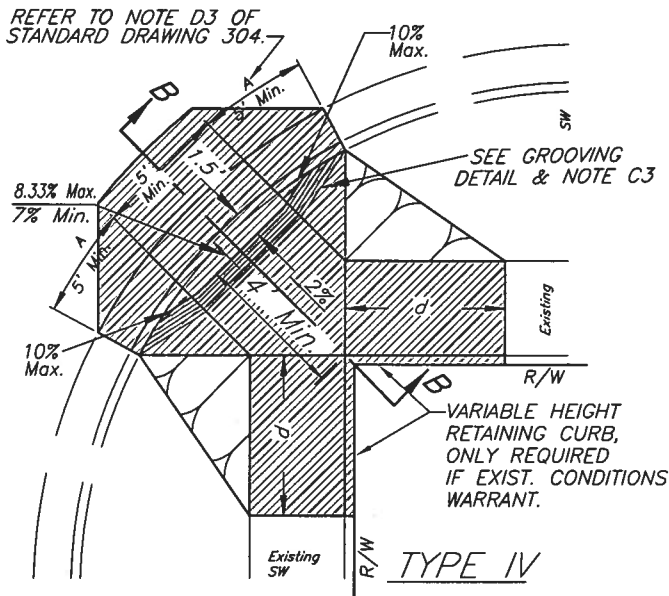 REFER TO NOTE D3 OF
STANDARD DRAWING 304.
10%
Max.
A
5' Min.
B
SW
5'
Min.
1.5'
SEE GROOVING
DETAIL & NOTE C3
8.33% Max.
7% Min.
A
5' Min.
2%
4' Min.
d
Existing
10%
Max.
R/W
B
d
VARIABLE HEIGHT
RETAINING CURB,
ONLY REQUIRED
IF EXIST. CONDITIONS
WARRANT.
Existing
SW
R/W
TYPE IV